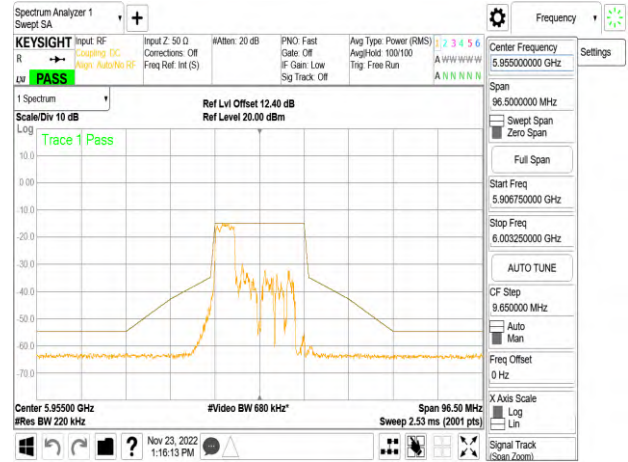 Spectrum Analyzer 1
Swept SA
+
Frequency
KEYSIGHT
R
LXI PASS
Input: RF
Coupling: DC
Align: Auto/No RF
Input Z: 50 Ω
Corrections: Off
Freq Ref: Int (S)
#Atten: 20 dB
PNO: Fast
Gate: Off
IF Gain: Low
Sig Track: Off
Avg Type: Power (RMS)
Avg|Hold: 100/100
Trig: Free Run
1 2 3 4 5 6
A W W W W W
A N N N N N
Center Frequency
5.955000000 GHz
Settings
Span
96.5000000 MHz
Swept Span
Zero Span
Full Span
Start Freq
5.906750000 GHz
Stop Freq
6.003250000 GHz
AUTO TUNE
CF Step
9.650000 MHz
Auto
Man
Freq Offset
0 Hz
X Axis Scale
Log
Lin
Signal Track
(Span Zoom)
1 Spectrum
Scale/Div 10 dB
Ref Lvl Offset 12.40 dB
Ref Level 20.00 dBm
Log
Trace 1 Pass
10.0
0.00
-10.0
-20.0
-30.0
-40.0
-50.0
-60.0
-70.0
Center 5.95500 GHz
#Res BW 220 kHz
#Video BW 680 kHz*
Span 96.50 MHz
Sweep 2.53 ms (2001 pts)
?
Nov 23, 2022
1:16:13 PM